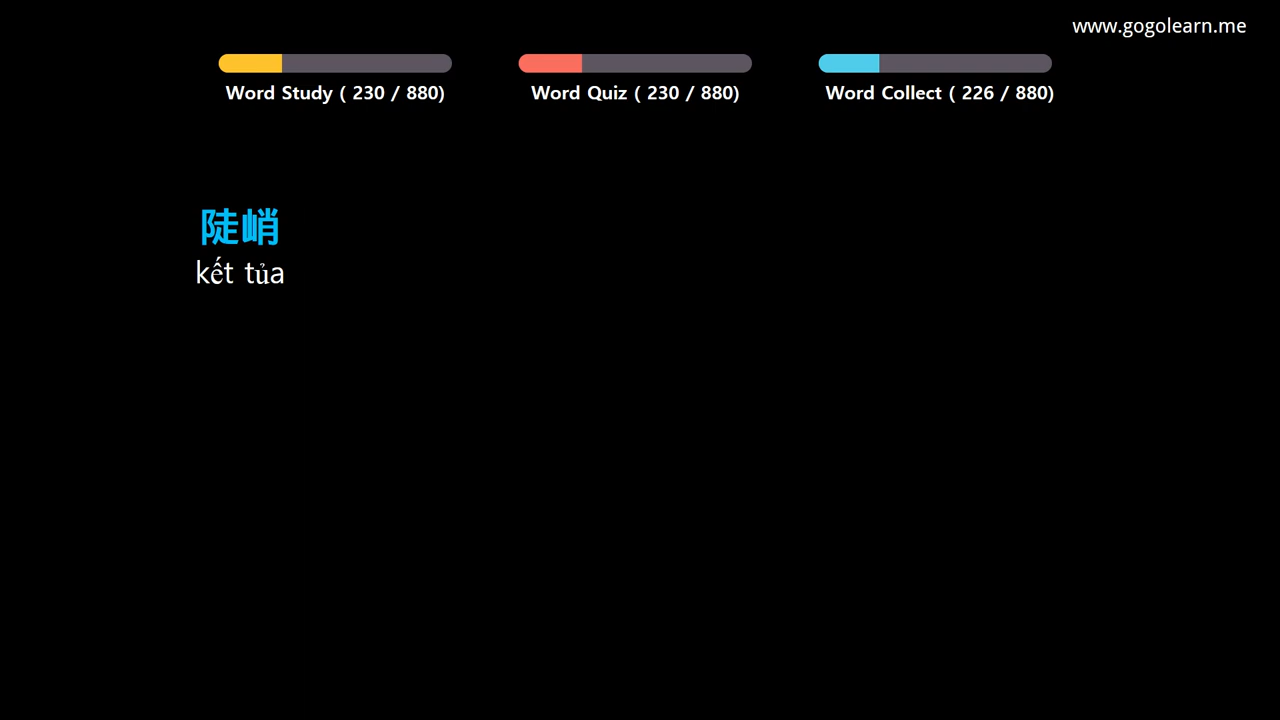 www.gogolearn.me
Word Study ( 230 / 880)
Word Quiz ( 230 / 880)
Word Collect ( 226 / 880)
陡峭
kết tủa